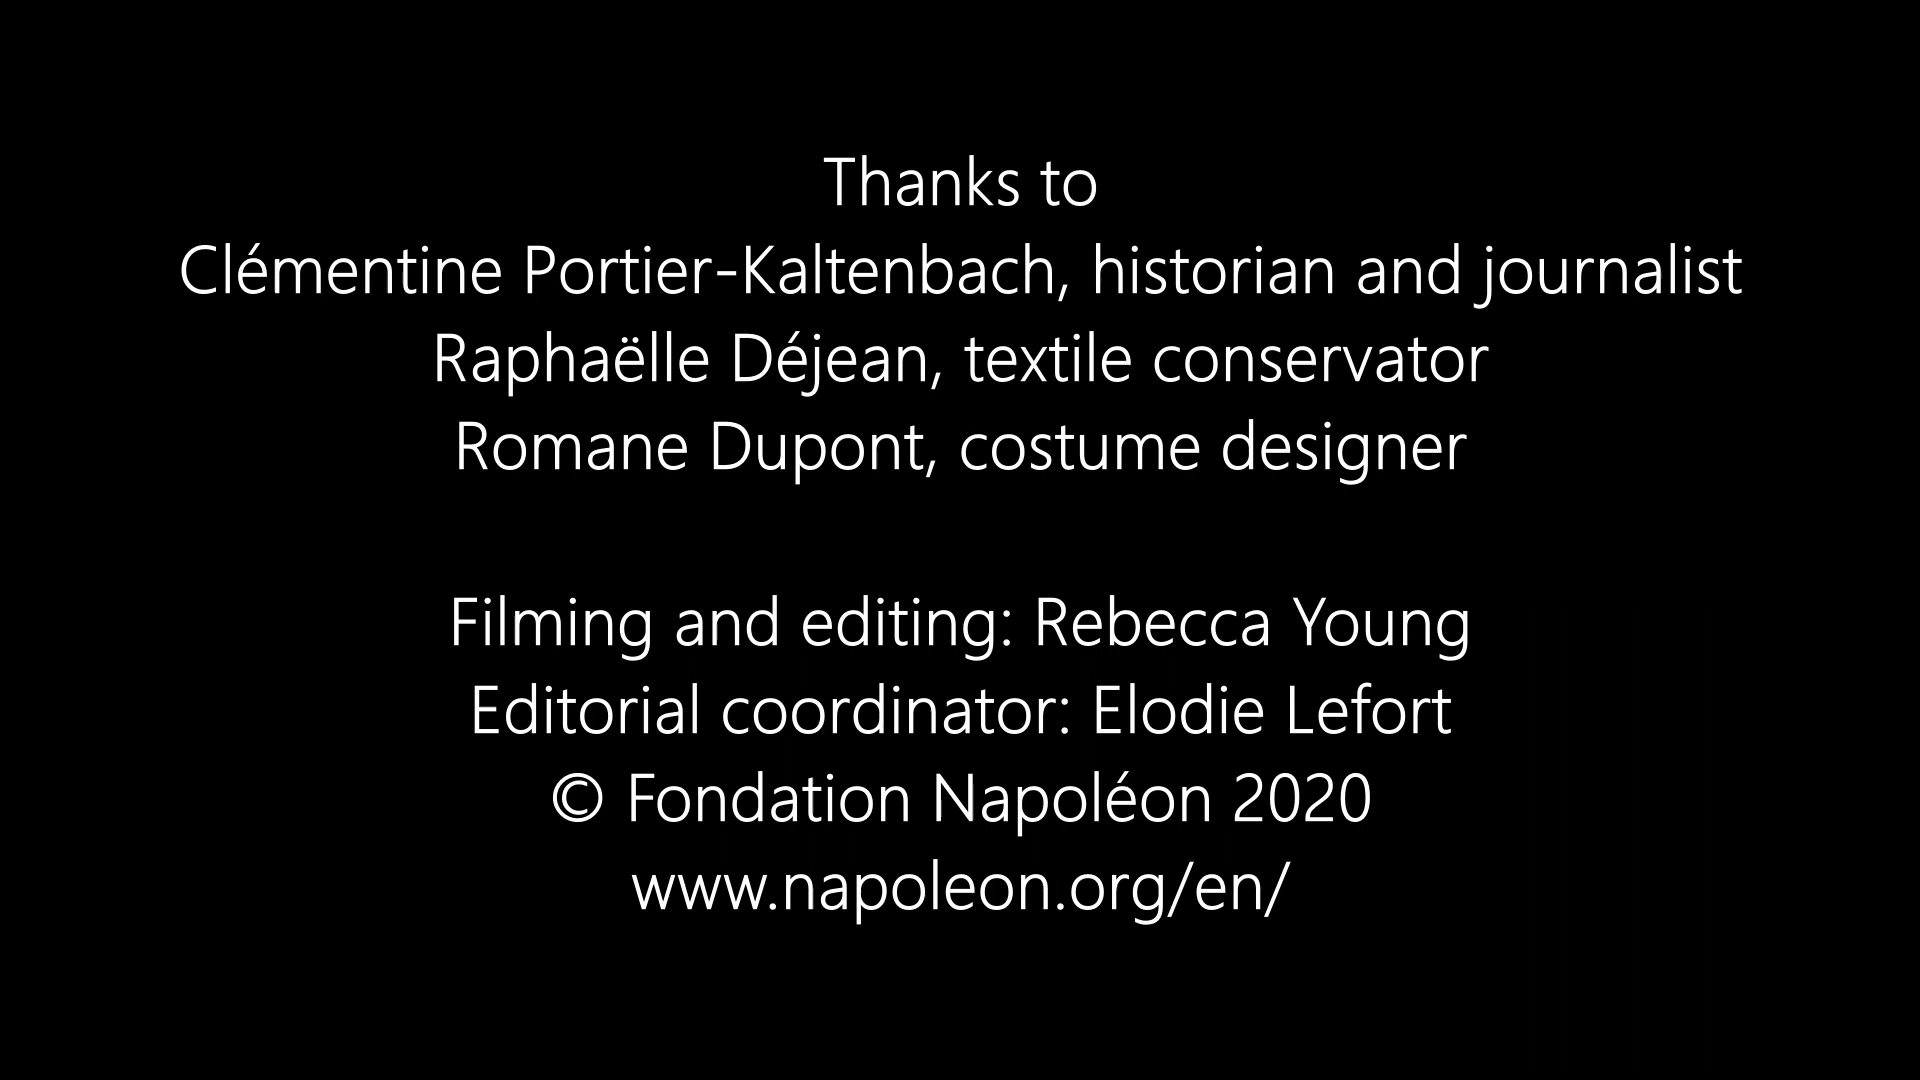 Thanks to
Clémentine Portier-Kaltenbach, historian and journalist
Raphaëlle Déjean, textile conservator
Romane Dupont, costume designer
Filming and editing: Rebecca Young
Editorial coordinator: Elodie Lefort
© Fondation Napoléon 2020
www.napoleon.org/en/